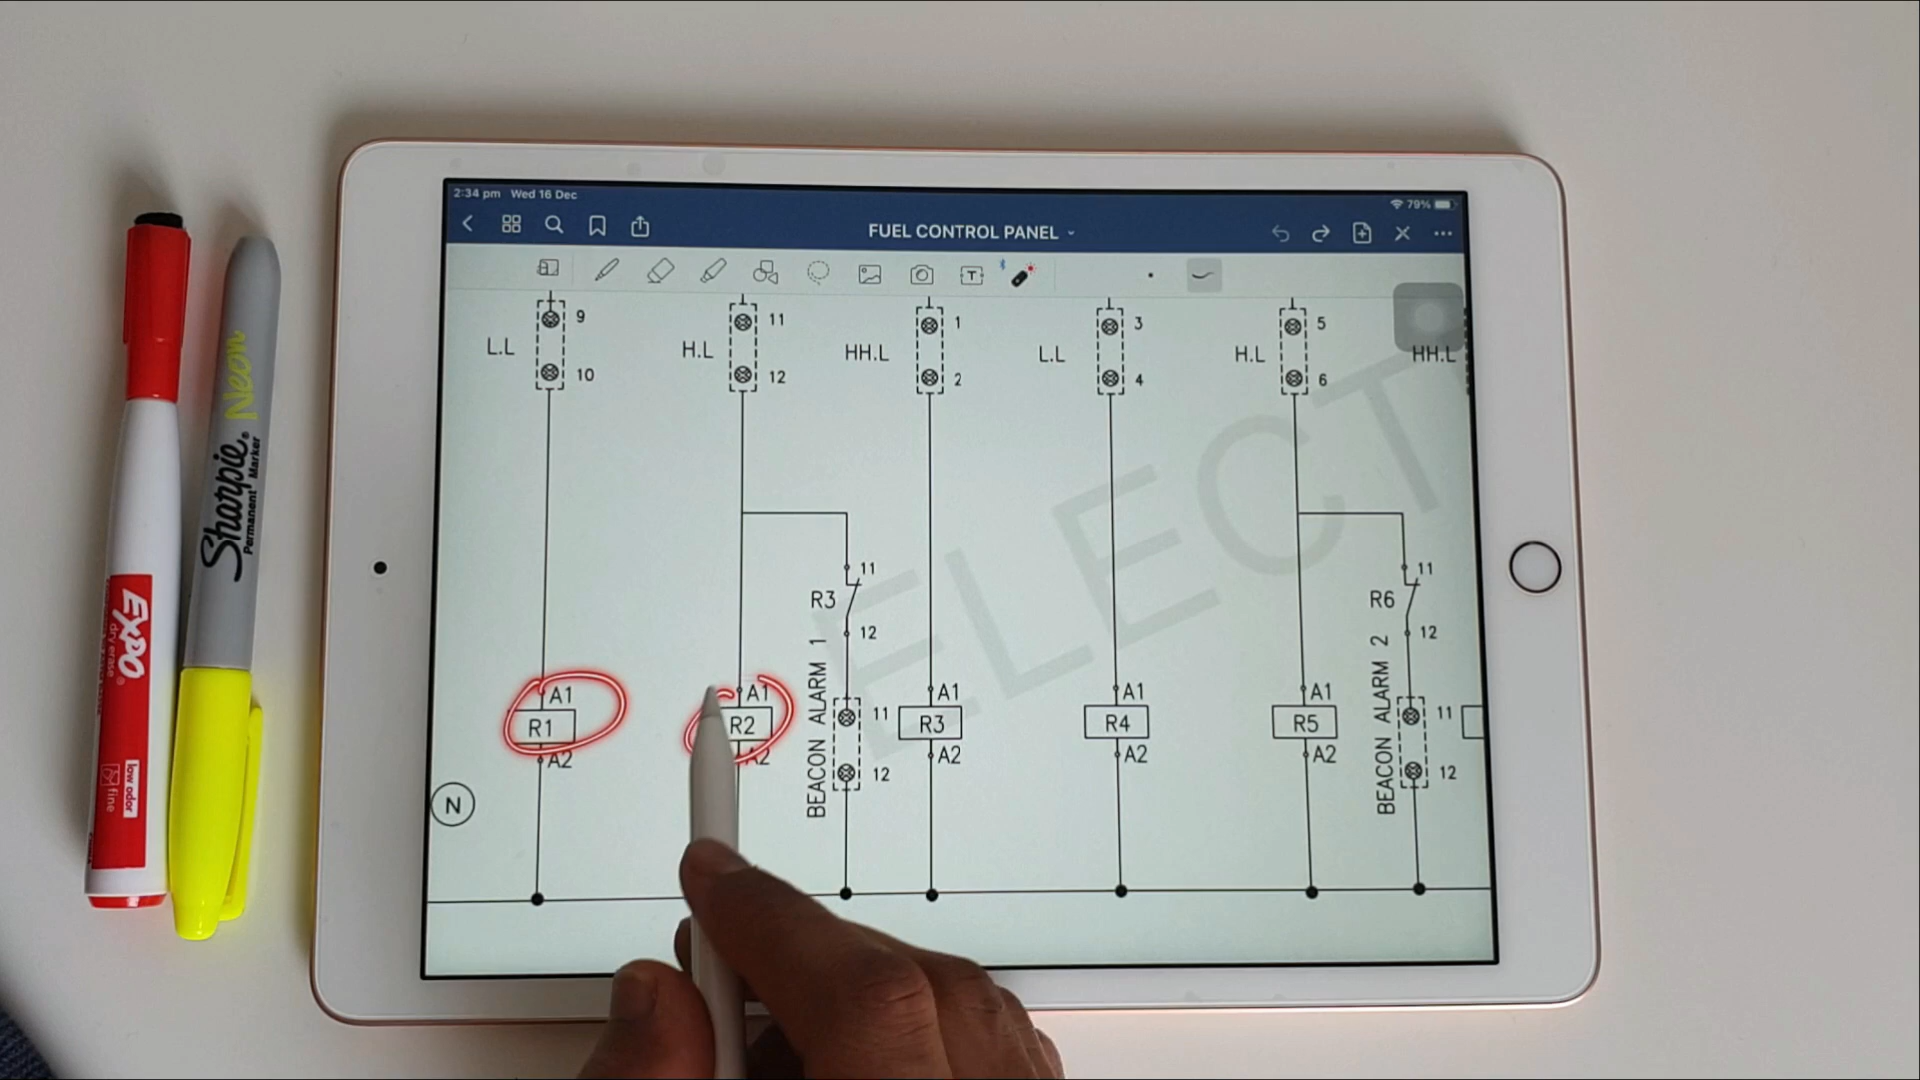 2:34 pm Wed 16 Dec
79%
FUEL CONTROL PANEL
T
9
11
1
3
5
L.L
H.L
HH.L
L.L
H.L
HH.L
10
12
2
4
6
ELECT
11
11
R3
R6
12
12
A1
A1
A1
A1
A1
R1
R2
R3
R4
R5
A2
A2
A2
A2
A2
BEACON ALARM 1
11
12
BEACON ALARM 2
11
12
N
EXPO
dry erase
low odor
fine
Sharpie
Permanent Marker
Neon